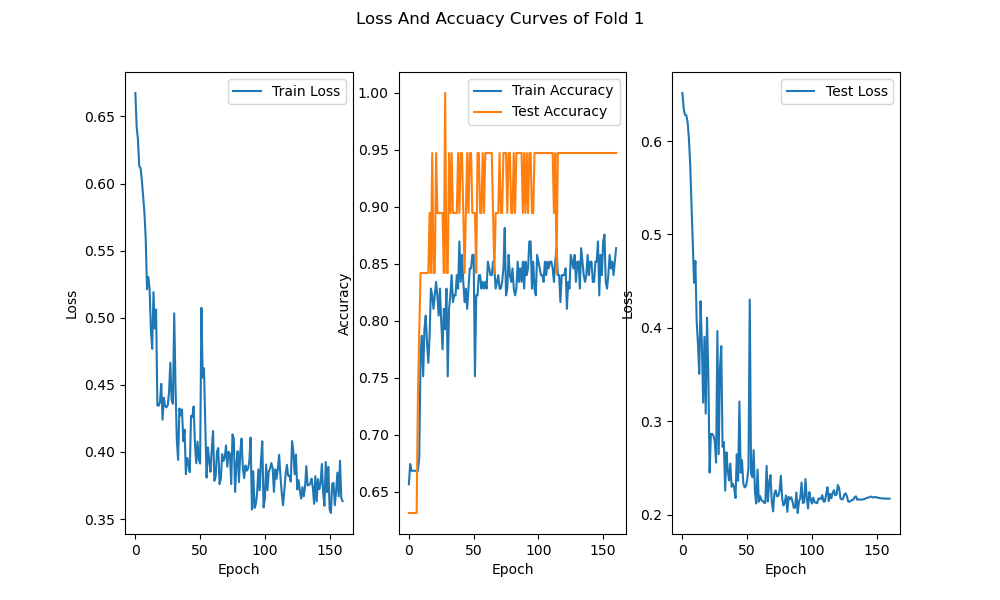 Loss And Accuacy Curves of Fold 1
Train Loss
0.65
0.60
0.55
0.50
0.45
0.40
0.35
Loss
0
50
100
150
Epoch
Train Accuracy
Test Accuracy
1.00
0.95
0.90
0.85
0.80
0.75
0.70
0.65
Accuracy
0
50
100
150
Epoch
Test Loss
0.6
0.5
0.4
0.3
0.2
Loss
0
50
100
150
Epoch